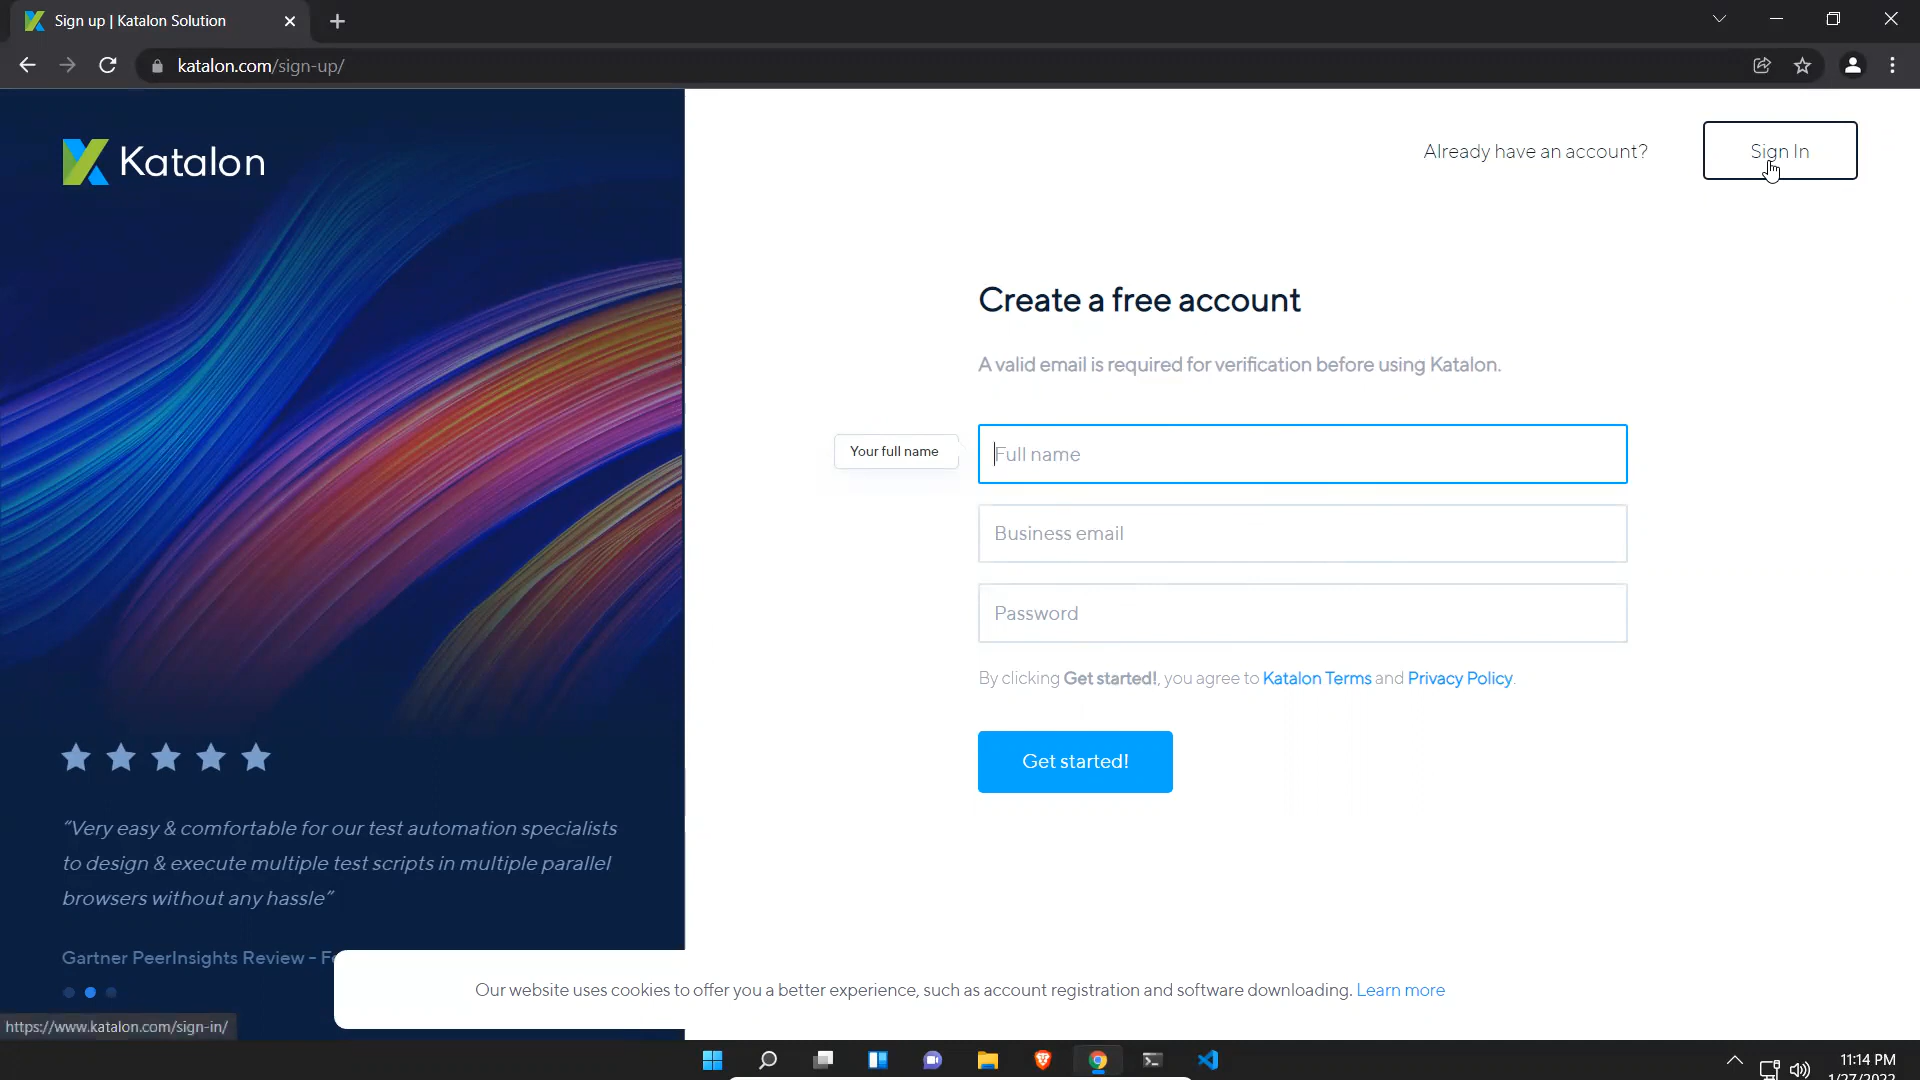 Sign up | Katalon Solution
katalon.com/sign-up/
Katalon
Already have an account?
Sign In
Create a free account
A valid email is required for verification before using Katalon.
Your full name
Full name
Business email
Password
By clicking Get started!, you agree to Katalon Terms and Privacy Policy.
Get started!
"Very easy & comfortable for our test automation specialists
to design & execute multiple test scripts in multiple parallel
browsers without any hassle"
Gartner PeerInsights Review -
Our website uses cookies to offer you a better experience, such as account registration and software downloading. Learn more
https://www.katalon.com/sign-in/
11:14 PM
1/27/2022